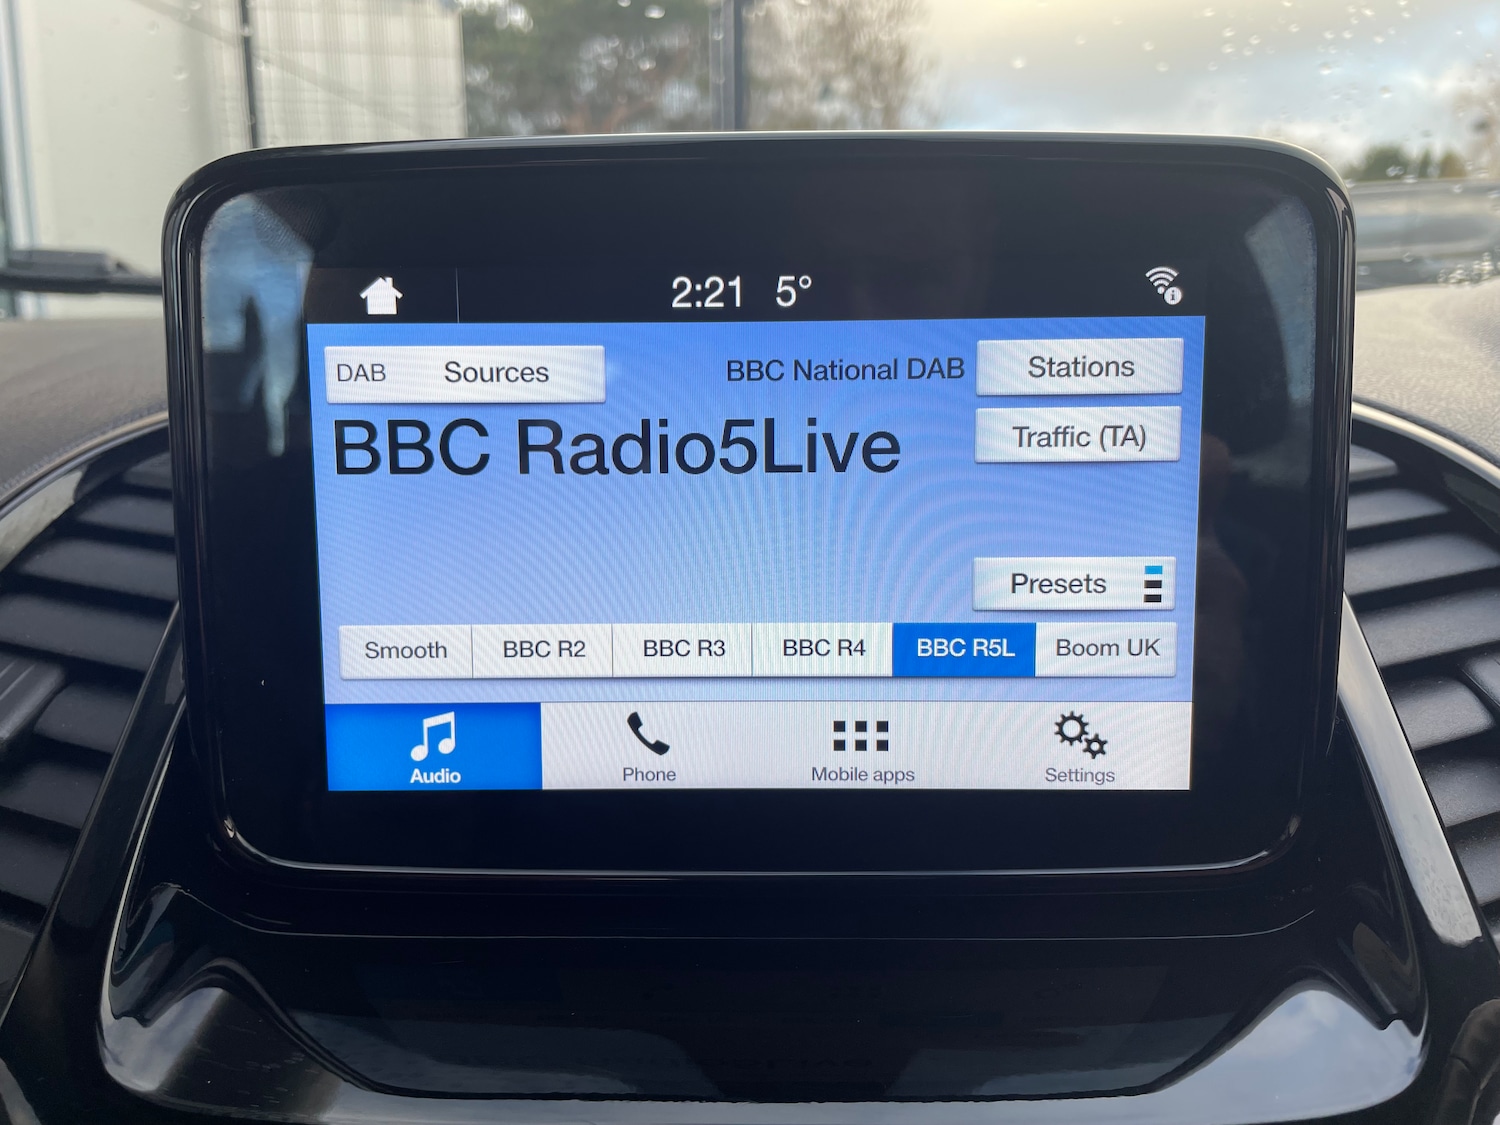 2:21 5°
DAB Sources
BBC National DAB
Stations
BBC Radio5Live
Traffic (TA)
Presets
Smooth
BBC R2
BBC R3
BBC R4
BBC R5L
Boom UK
Audio
Phone
Mobile apps
Settings